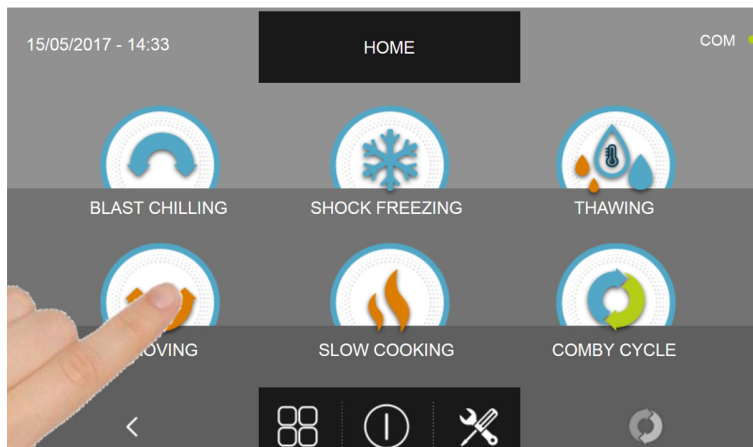 15/05/2017 - 14:33
HOME
COM
BLAST CHILLING
SHOCK FREEZING
THAWING
OVING
SLOW COOKING
COMBY CYCLE